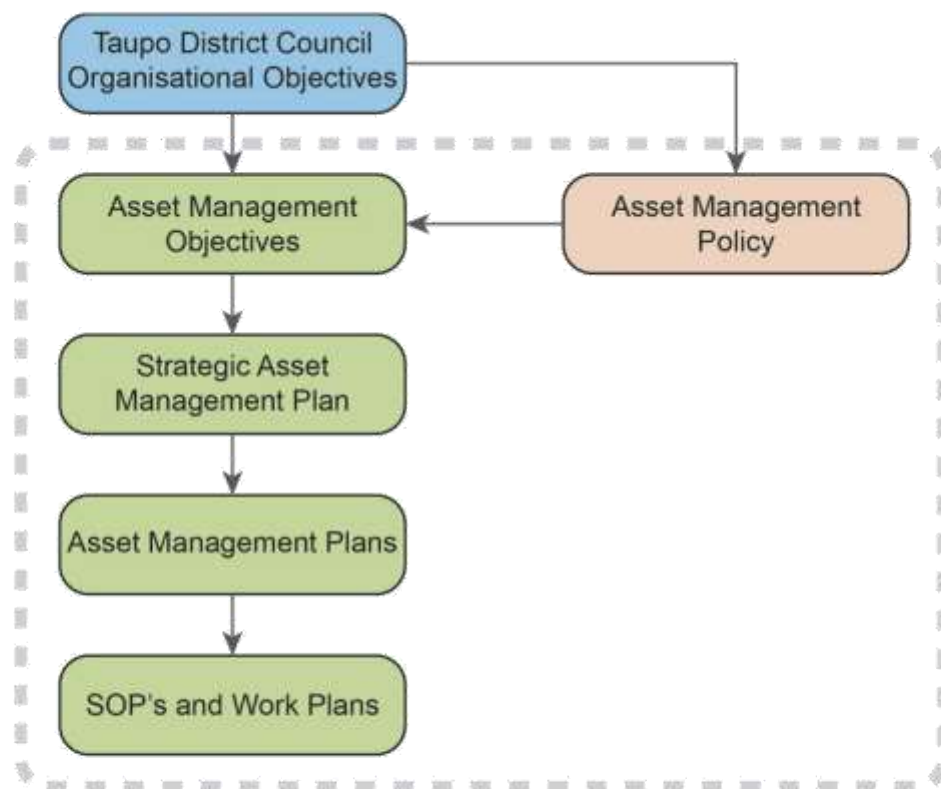 Taupo District Council
Organisational Objectives
Asset Management
Objectives
Asset Management
Policy
Strategic Asset
Management Plan
Asset Management Plans
SOP's and Work Plans